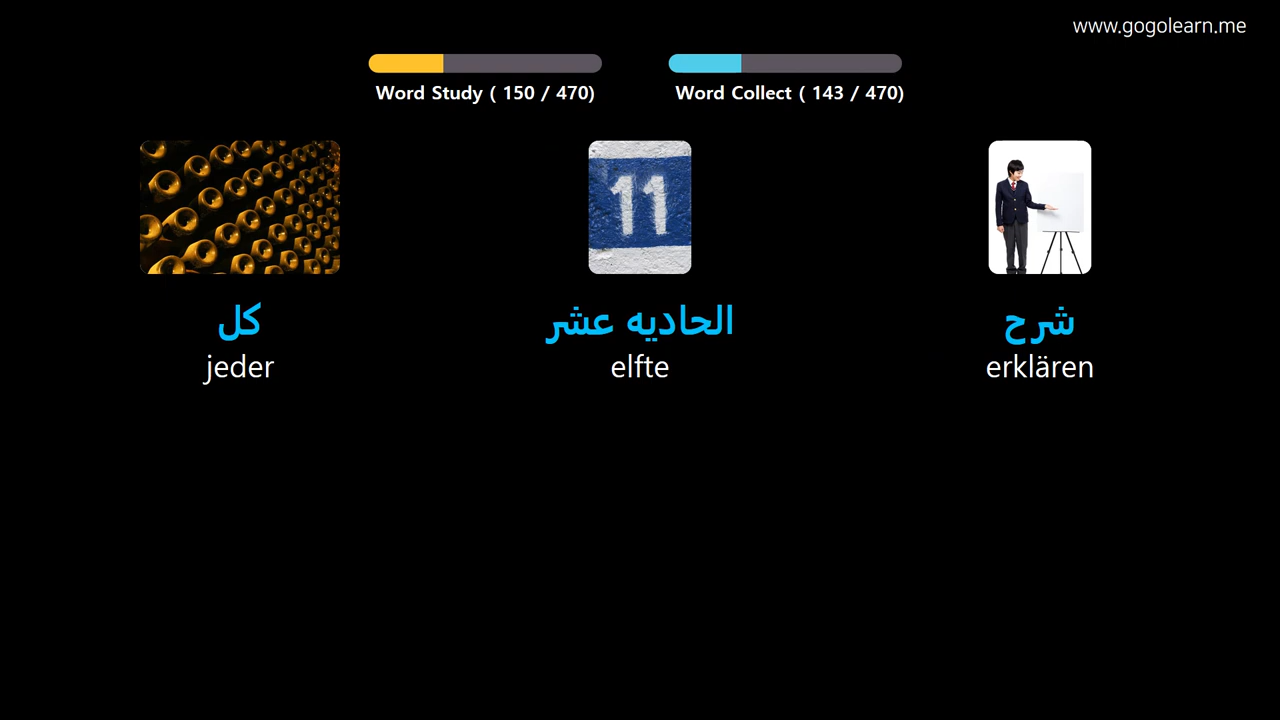 www.gogolearn.me
Word Study ( 150 / 470)
Word Collect ( 143 / 470)
11
كل
jeder
الحاديه عشر
elfte
شرح
erklären